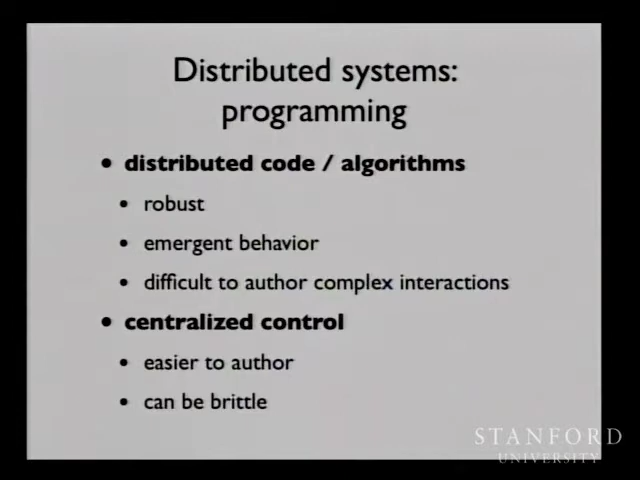 Distributed systems:
programming
• distributed code / algorithms
• robust
• emergent behavior
• difficult to author complex interactions
• centralized control
• easier to author
• can be brittle
STANFORD
UNIVERSITY